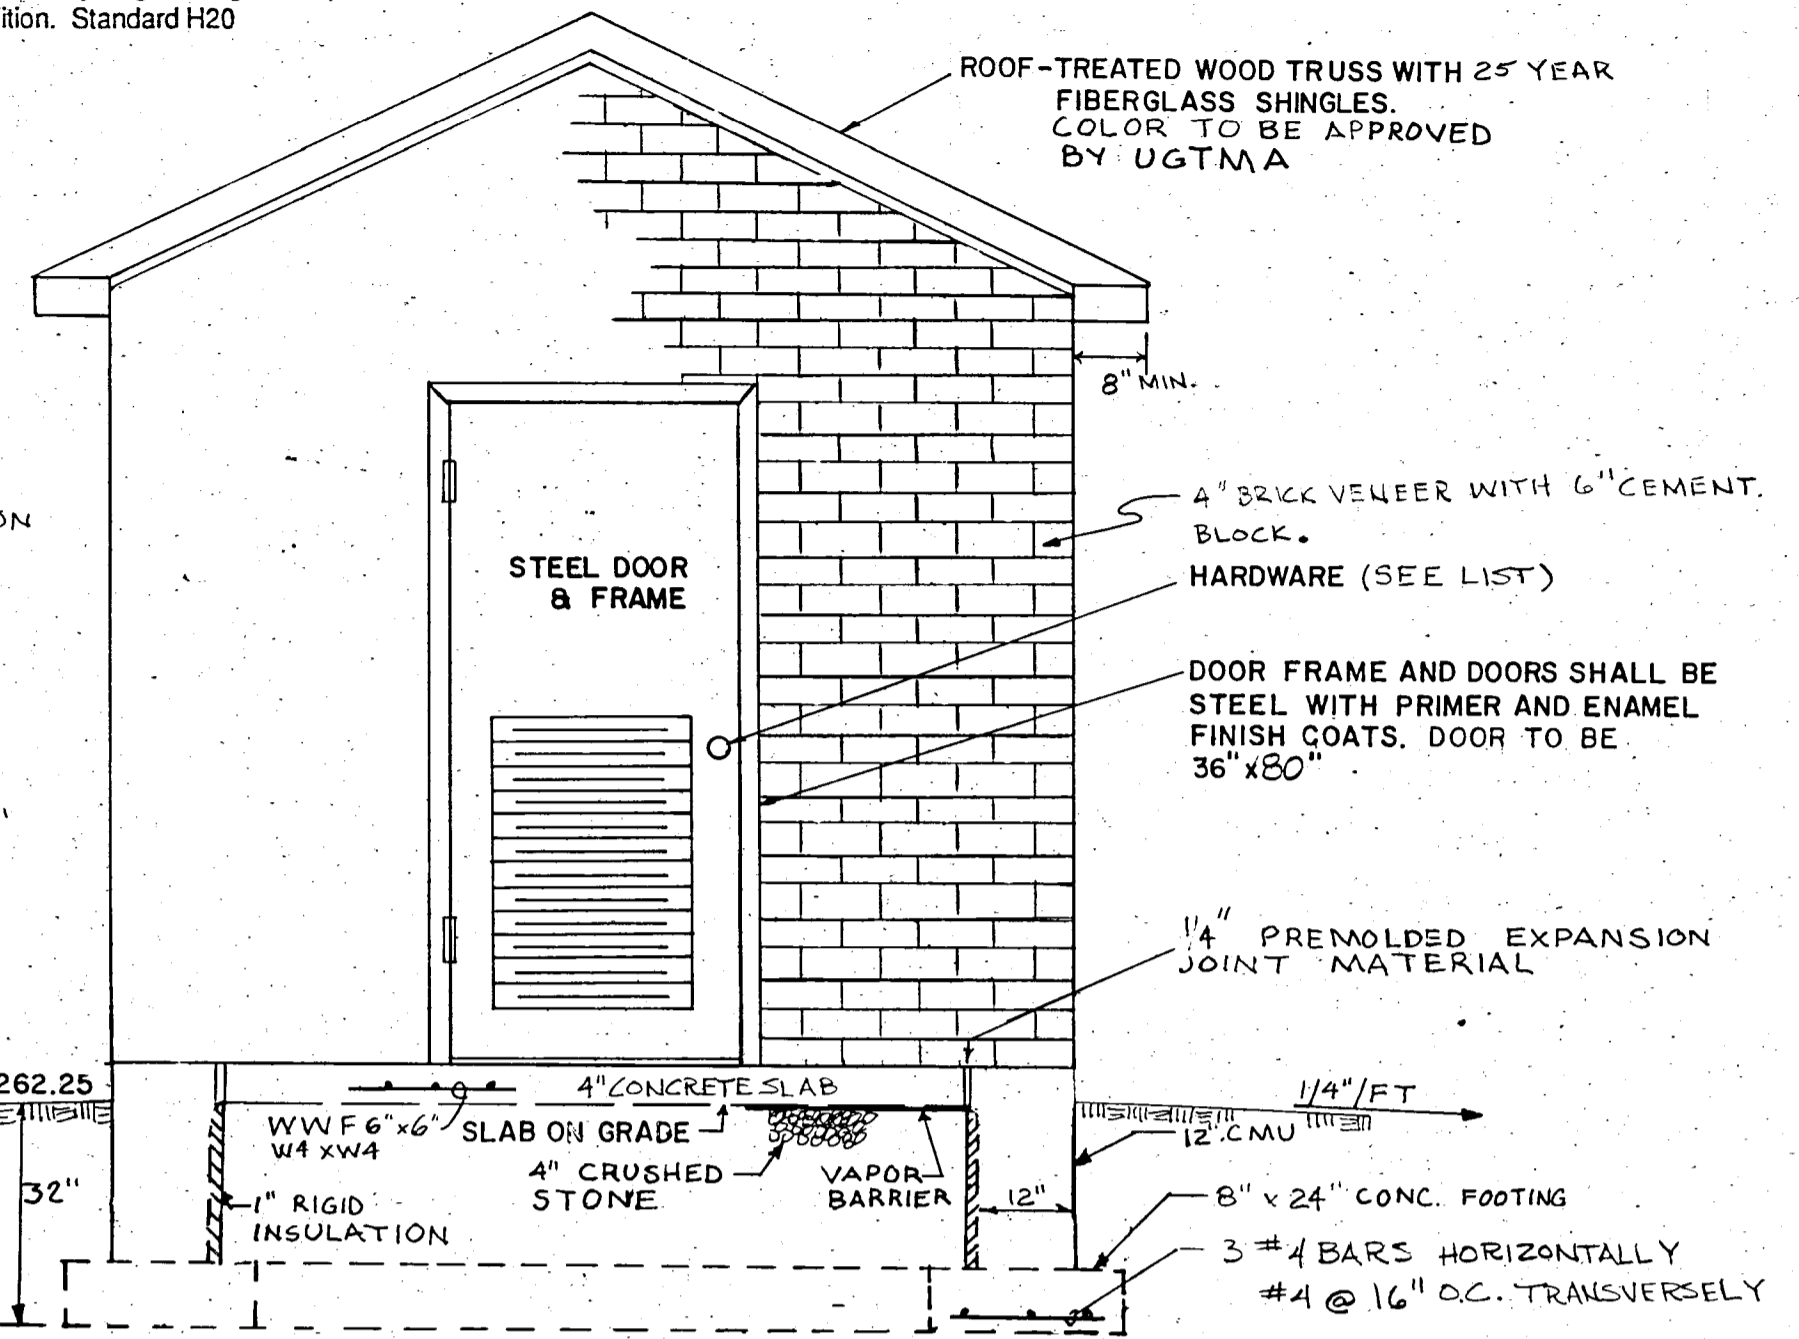 ition. Standard H20
ROOF-TREATED WOOD TRUSS WITH 25 YEAR
FIBERGLASS SHINGLES.
COLOR TO BE APPROVED
BY UGTMA
8" MIN.
ON
4" BRICK VENEER WITH 6" CEMENT.
BLOCK.
STEEL DOOR
& FRAME
HARDWARE (SEE LIST)
DOOR FRAME AND DOORS SHALL BE
STEEL WITH PRIMER AND ENAMEL
FINISH COATS. DOOR TO BE
36" x 80"
1/4" PREMOLDED EXPANSION
JOINT MATERIAL
262.25
4" CONCRETE SLAB
1/4"/FT
WWF 6" x 6"
W4 x W4
SLAB ON GRADE
12" CMU
4" CRUSHED
STONE
VAPOR
BARRIER
32"
1" RIGID
INSULATION
12"
8" x 24" CONC. FOOTING
3 #4 BARS HORIZONTALLY
#4 @ 16" O.C. TRANSVERSELY